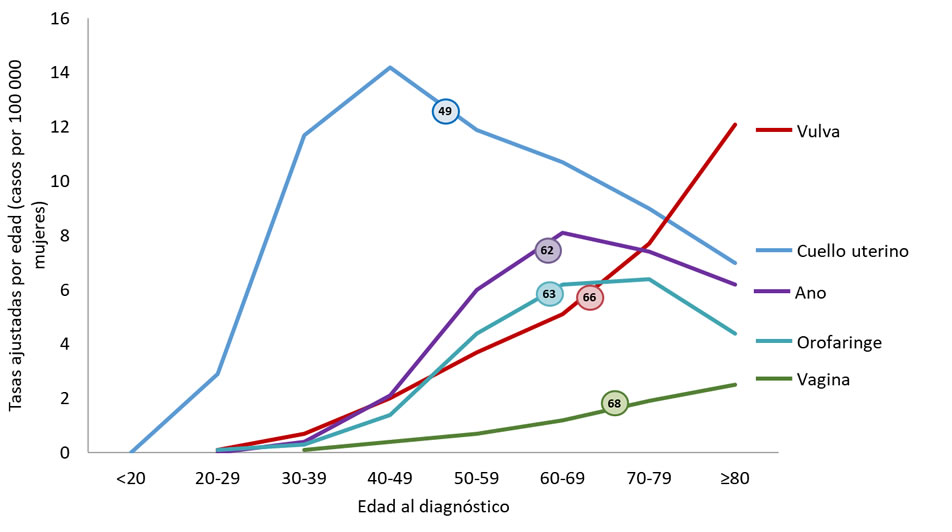 Tasas ajustadas por edad (casos por 100 000
mujeres)
16
14
12
10
8
6
4
2
0
49
62
63
66
68
Vulva
Cuello uterino
Ano
Orofaringe
Vagina
<20 20-29 30-39 40-49 50-59 60-69 70-79 ≥80
Edad al diagnóstico